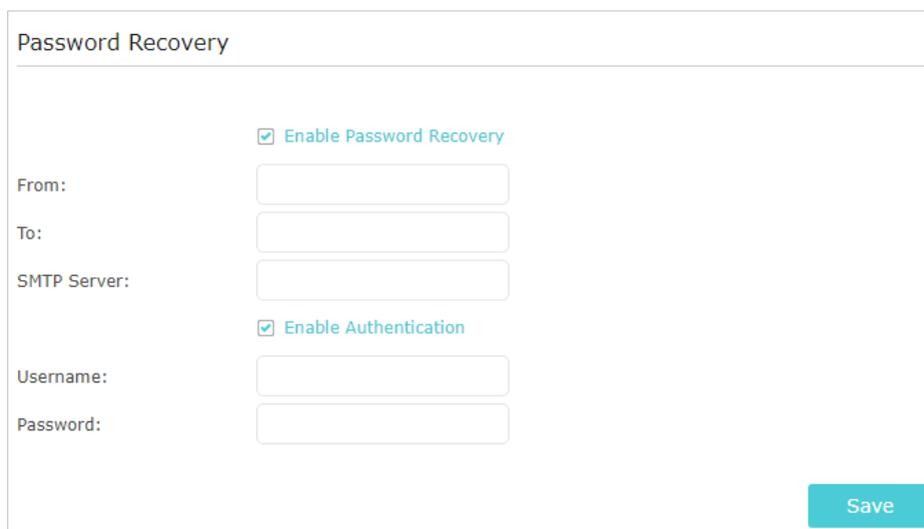 Password Recovery
Enable Password Recovery
From:
To:
SMTP Server:
Enable Authentication
Username:
Password:
Save